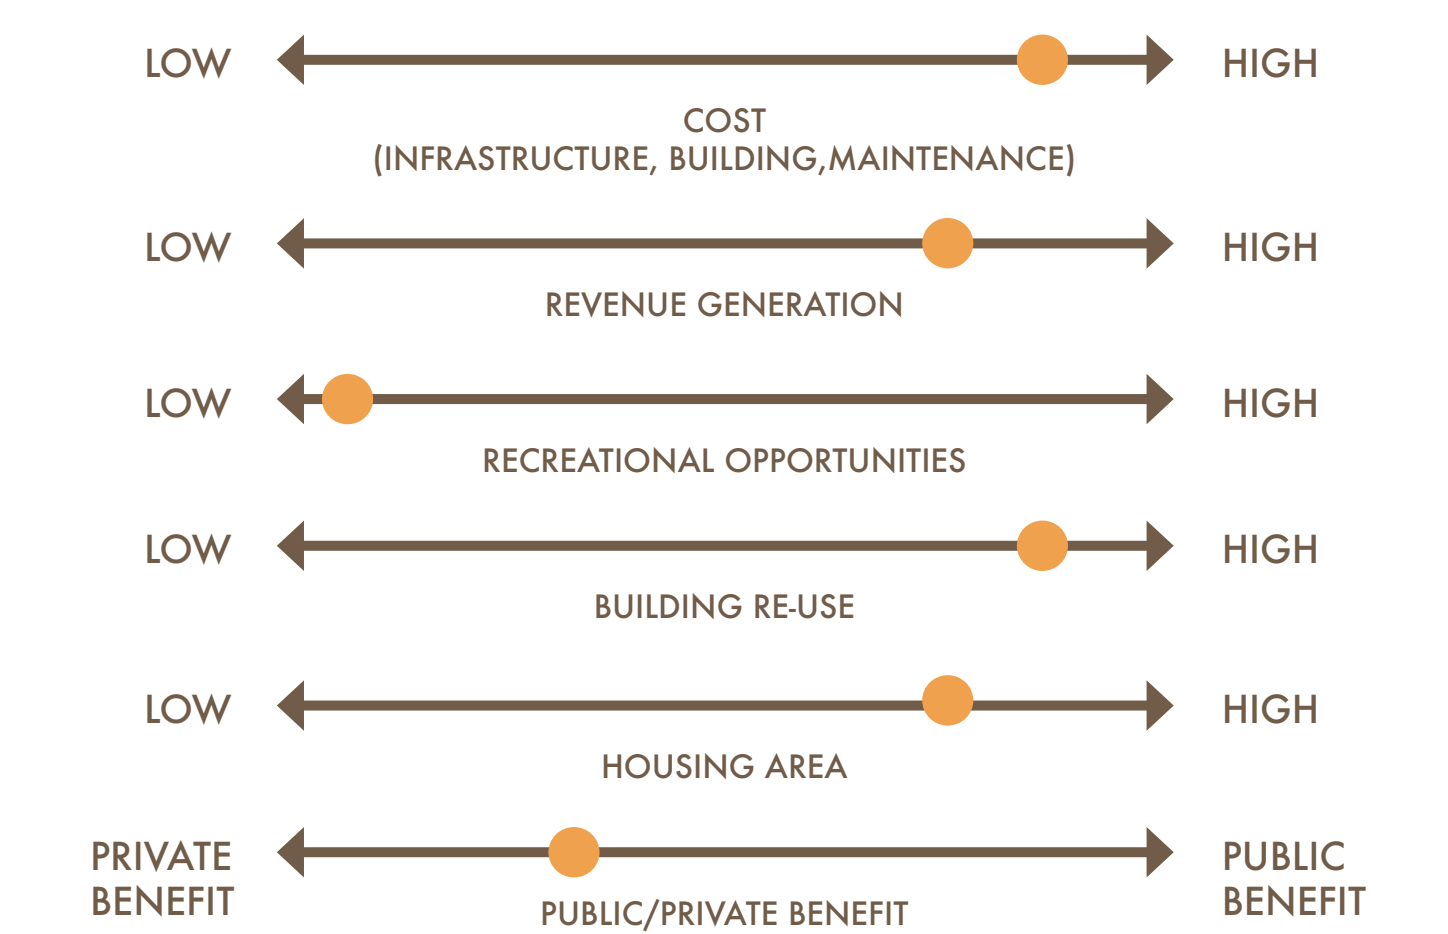 LOW
HIGH
COST
(INFRASTRUCTURE, BUILDING,MAINTENANCE)
LOW
HIGH
REVENUE GENERATION
LOW
HIGH
RECREATIONAL OPPORTUNITIES
LOW
HIGH
BUILDING RE-USE
LOW
HIGH
HOUSING AREA
PRIVATE
BENEFIT
PUBLIC
BENEFIT
PUBLIC/PRIVATE BENEFIT